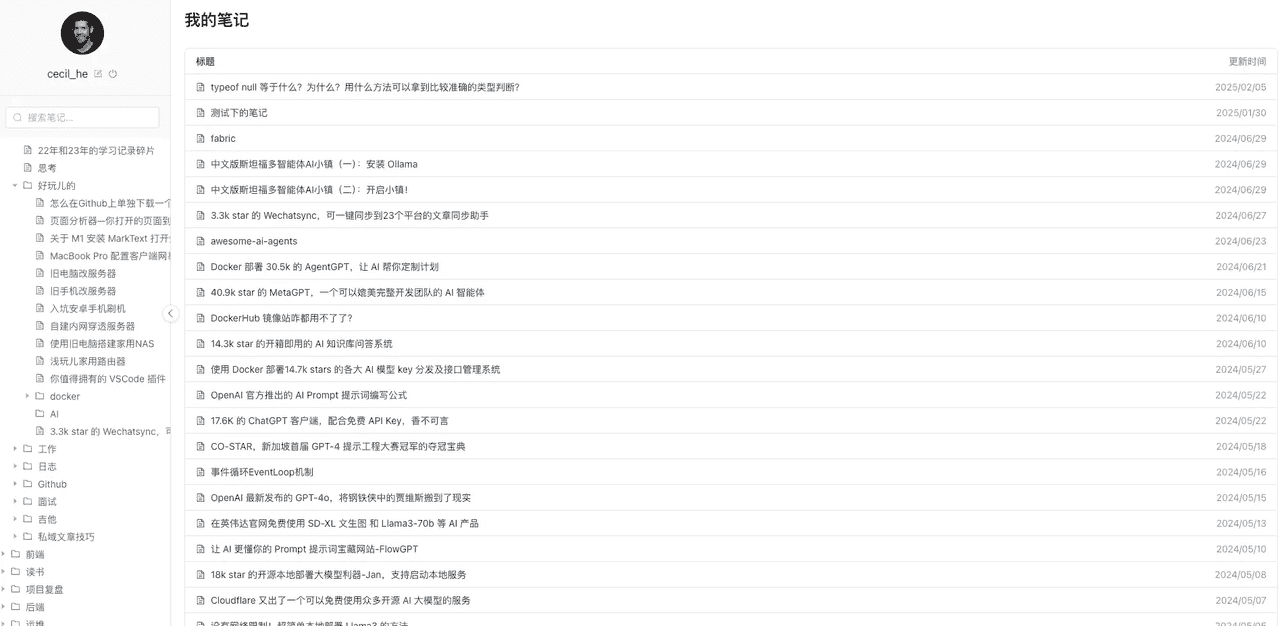 cecil_he
搜索笔记...
22年和23年的学习记录碎片
思考
好玩儿的
怎么在Github上单独下载一个
页面分析器—你打开的页面到
关于 M1 安装 MarkText 打开
MacBook Pro 配置客户端网
旧电脑改服务器
旧手机改服务器
入坑安卓手机刷机
自建内网穿透服务器
使用旧电脑搭建家用NAS
浅玩儿家用路由器
你值得拥有的 VSCode 插件
docker
AI
3.3k star 的 Wechatsync，
工作
日志
Github
面试
吉他
私域文章技巧
前端
读书
项目复盘
后端
运维
我的笔记
标题 更新时间
typeof null 等于什么？为什么？用什么方法可以拿到比较准确的类型判断？ 2025/02/05
测试下的笔记 2025/01/30
fabric 2024/06/29
中文版斯坦福多智能体AI小镇（一）：安装 Ollama 2024/06/29
中文版斯坦福多智能体AI小镇（二）：开启小镇！ 2024/06/29
3.3k star 的 Wechatsync，可一键同步到23个平台的文章同步助手 2024/06/27
awesome-ai-agents 2024/06/23
Docker 部署 30.5k 的 AgentGPT，让 AI 帮你定制计划 2024/06/21
40.9k star 的 MetaGPT，一个可以媲美完整开发团队的 AI 智能体 2024/06/15
DockerHub 镜像站咋都用不了了？ 2024/06/10
14.3k star 的开箱即用的 AI 知识库问答系统 2024/06/10
使用 Docker 部署14.7k stars 的各大 AI 模型 key 分发及接口管理系统 2024/05/27
OpenAI 官方推出的 AI Prompt 提示词编写公式 2024/05/22
17.6K 的 ChatGPT 客户端，配合免费 API Key，香不可言 2024/05/22
CO-STAR，新加坡首届 GPT-4 提示工程大赛冠军的夺冠宝典 2024/05/18
事件循环EventLoop机制 2024/05/16
OpenAI 最新发布的 GPT-4o，将钢铁侠中的贾维斯搬到了现实 2024/05/15
在英伟达官网免费使用 SD-XL 文生图 和 Llama3-70b 等 AI 产品 2024/05/13
让 AI 更懂你的 Prompt 提示词宝藏网站-FlowGPT 2024/05/10
18k star 的开源本地部署大模型利器-Jan，支持启动本地服务 2024/05/08
Cloudflare 又出了一个可以免费使用众多开源 AI 大模型的服务 2024/05/07
没有网络限制！超简单本地部署 Llama3 的方法